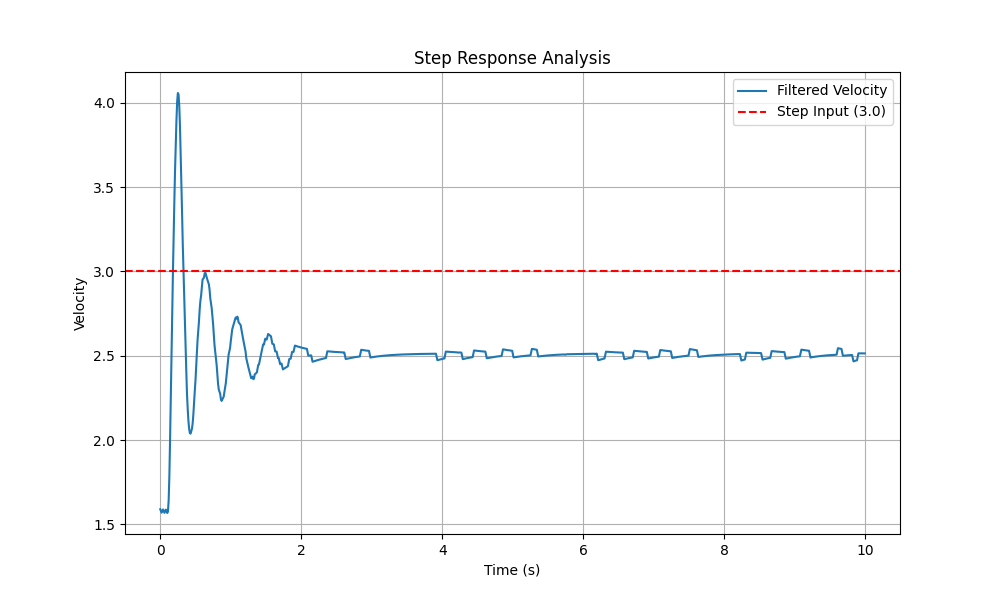 Step Response Analysis
4.0
3.5
3.0
2.5
2.0
1.5
Velocity
Filtered Velocity
Step Input (3.0)
0
2
4
6
8
10
Time (s)